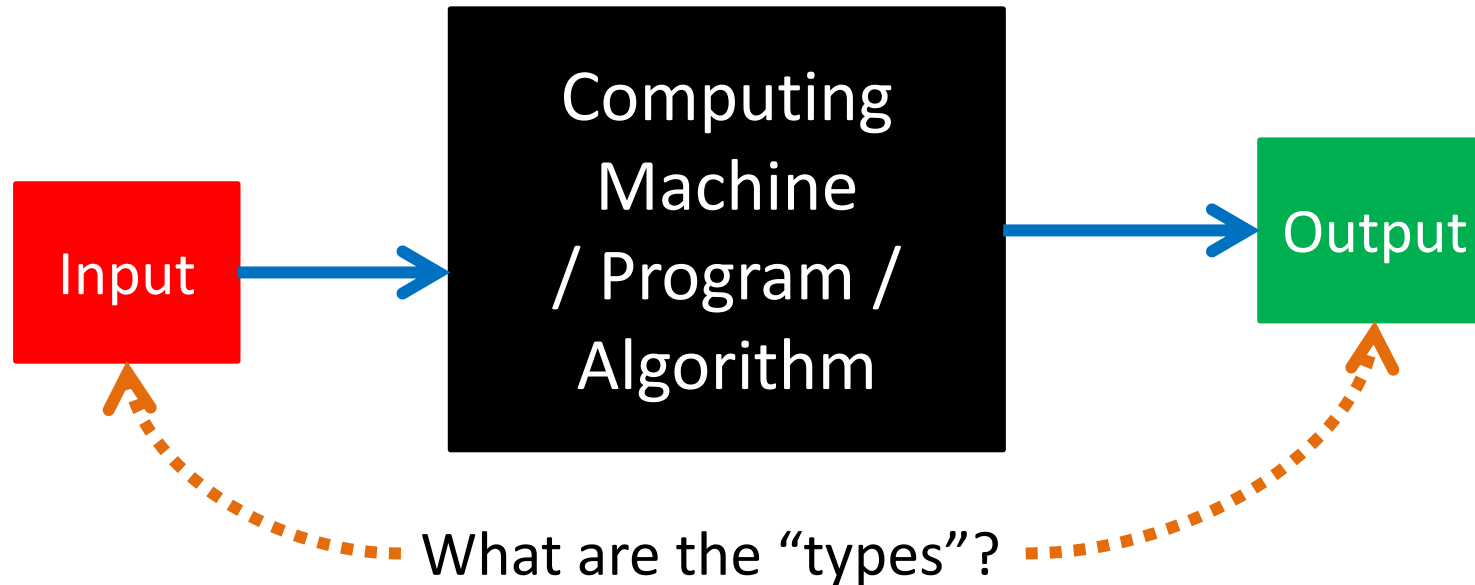 Input
Computing
Machine
/ Program /
Algorithm
Output
What are the “types”?